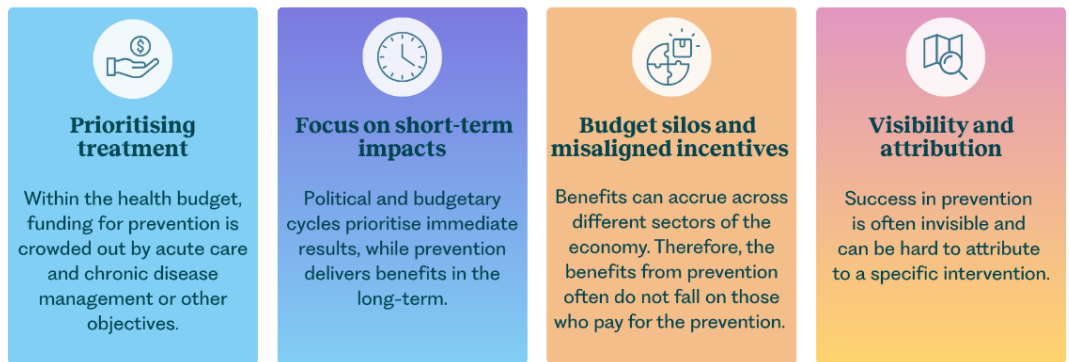 $
Prioritising
treatment
Within the health budget,
funding for prevention is
crowded out by acute care
and chronic disease
management or other
objectives.
Focus on short-term
impacts
Political and budgetary
cycles prioritise immediate
results, while prevention
delivers benefits in the
long-term.
Budget silos and
misaligned incentives
Benefits can accrue across
different sectors of the
economy. Therefore, the
benefits from prevention
often do not fall on those
who pay for the prevention.
Visibility and
attribution
Success in prevention
is often invisible and
can be hard to attribute
to a specific intervention.